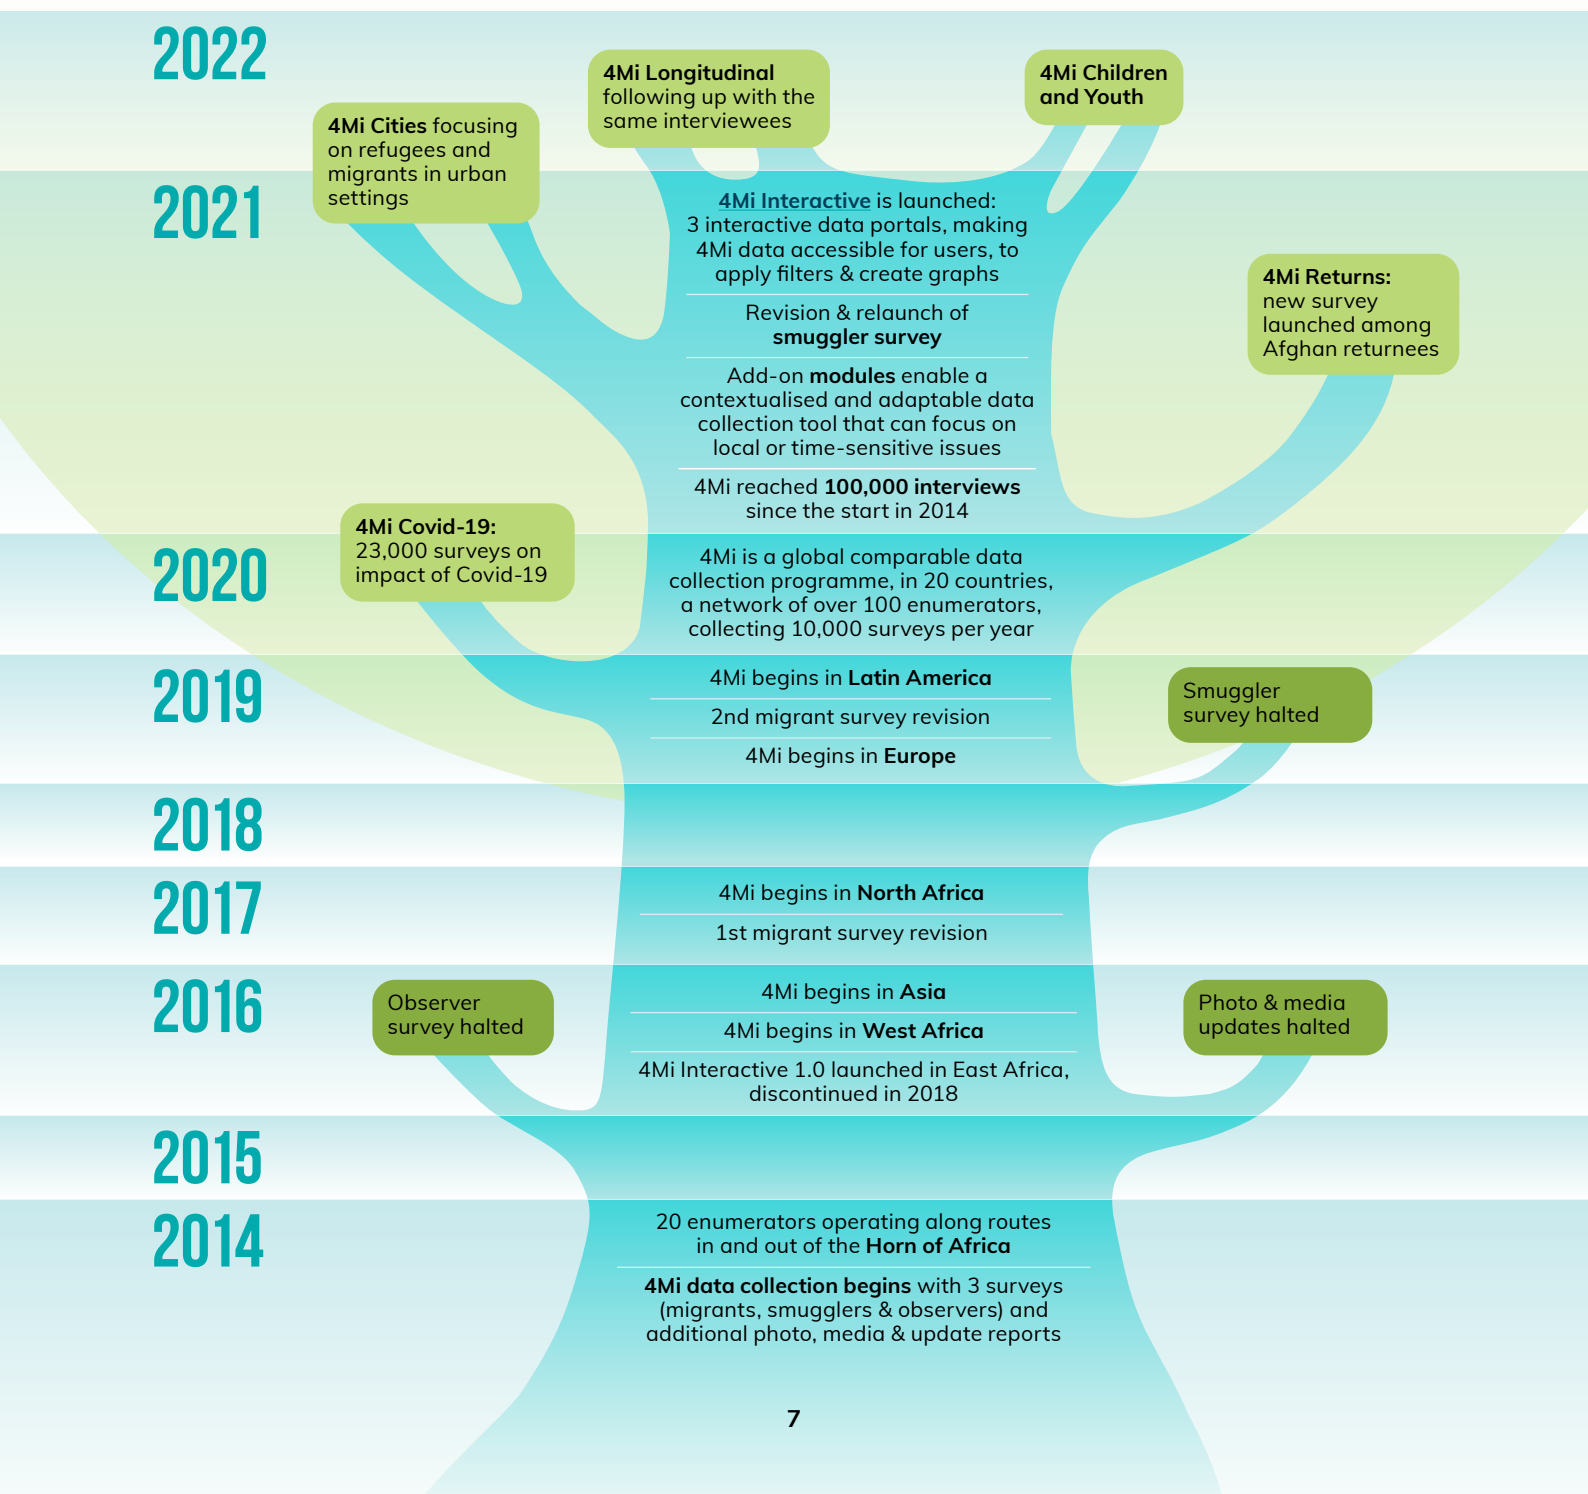 2022
4Mi Longitudinal
following up with the
same interviewees
4Mi Children
and Youth
4Mi Cities focusing
on refugees and
migrants in urban
settings
2021
4Mi Interactive is launched:
3 interactive data portals, making
4Mi data accessible for users, to
apply filters & create graphs
Revision & relaunch of
smuggler survey
Add-on modules enable a
contextualised and adaptable data
collection tool that can focus on
local or time-sensitive issues
4Mi reached 100,000 interviews
since the start in 2014
4Mi Returns:
new survey
launched among
Afghan returnees
4Mi Covid-19:
23,000 surveys on
impact of Covid-19
2020
4Mi is a global comparable data
collection programme, in 20 countries,
a network of over 100 enumerators,
collecting 10,000 surveys per year
2019
4Mi begins in Latin America
2nd migrant survey revision
4Mi begins in Europe
Smuggler
survey halted
2018
2017
4Mi begins in North Africa
1st migrant survey revision
2016
Observer
survey halted
4Mi begins in Asia
4Mi begins in West Africa
4Mi Interactive 1.0 launched in East Africa,
discontinued in 2018
Photo & media
updates halted
2015
2014
20 enumerators operating along routes
in and out of the Horn of Africa
4Mi data collection begins with 3 surveys
(migrants, smugglers & observers) and
additional photo, media & update reports
7